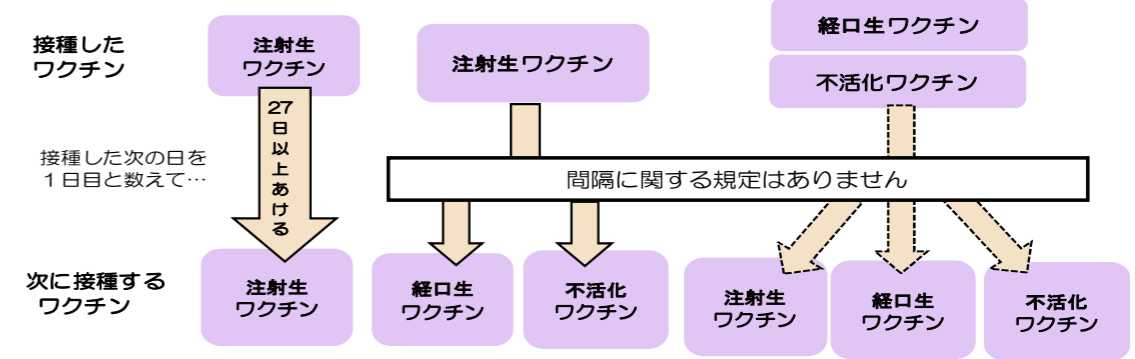 接種した
ワクチン
注射生
ワクチン
注射生ワクチン
経口生ワクチン
不活化ワクチン
27日以上あける
接種した次の日を
１日目と数えて…
間隔に関する規定はありません
次に接種する
ワクチン
注射生
ワクチン
経口生
ワクチン
不活化
ワクチン
注射生
ワクチン
経口生
ワクチン
不活化
ワクチン